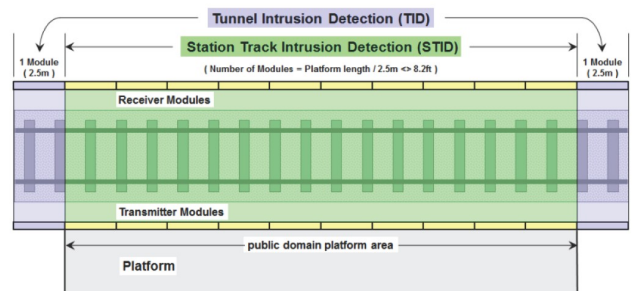 Tunnel Intrusion Detection (TID)
Station Track Intrusion Detection (STID)
1 Module
( 2.5m )
( Number of Modules = Platform length / 2.5m <> 8.2ft )
1 Module
( 2.5m )
Receiver Modules
Transmitter Modules
public domain platform area
Platform